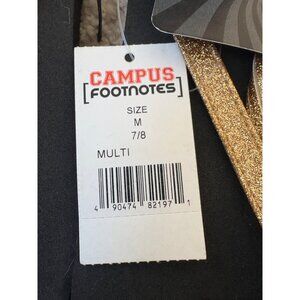 CAMPUS
[FOOTNOTES]
SIZE
M
7/8
MULTI
4 90474 82197 1